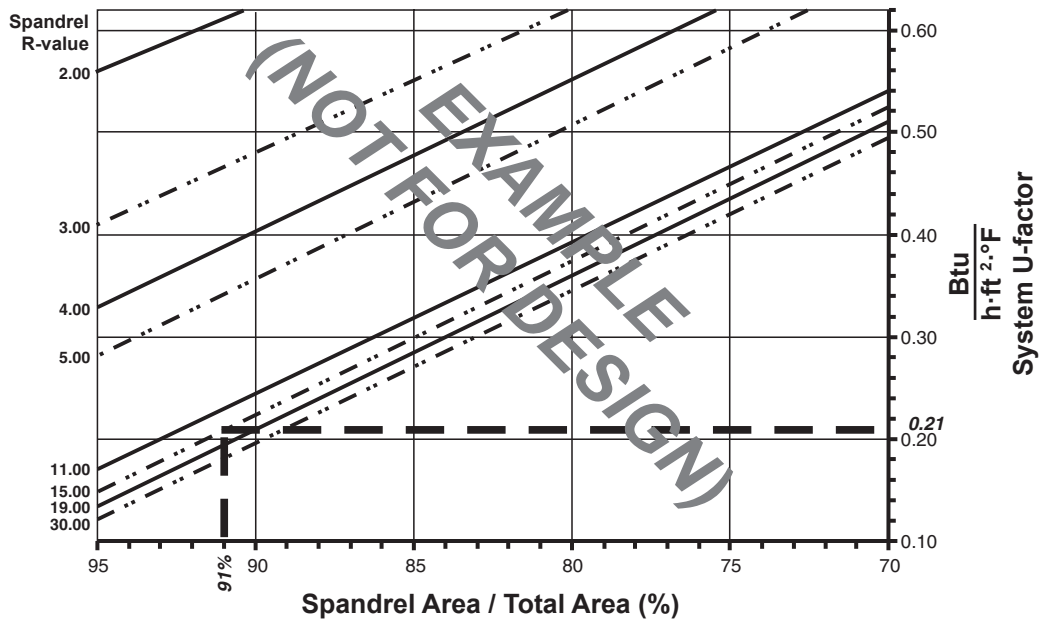 Spandrel
R-value
2.00
3.00
4.00
5.00
11.00
15.00
19.00
30.00
(NOT FOR DESIGN)
EXAMPLE
0.60
0.50
0.40
0.30
0.21
0.20
0.10
Btu
h·ft ²·°F
System U-factor
95
91%
90
85
80
75
70
Spandrel Area / Total Area (%)